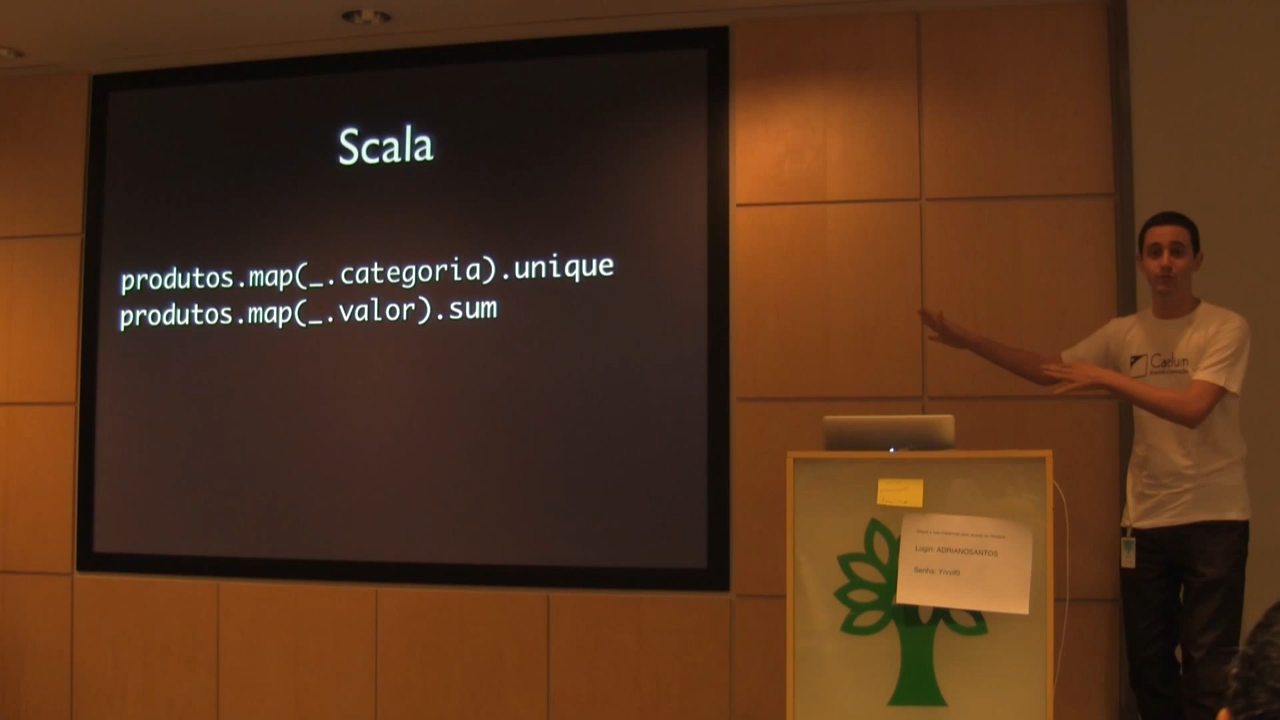 Scala
produtos.map(_.categoria).unique
produtos.map(_.valor).sum
Caelum
Login: ADRIANOSANTOS
Senha: